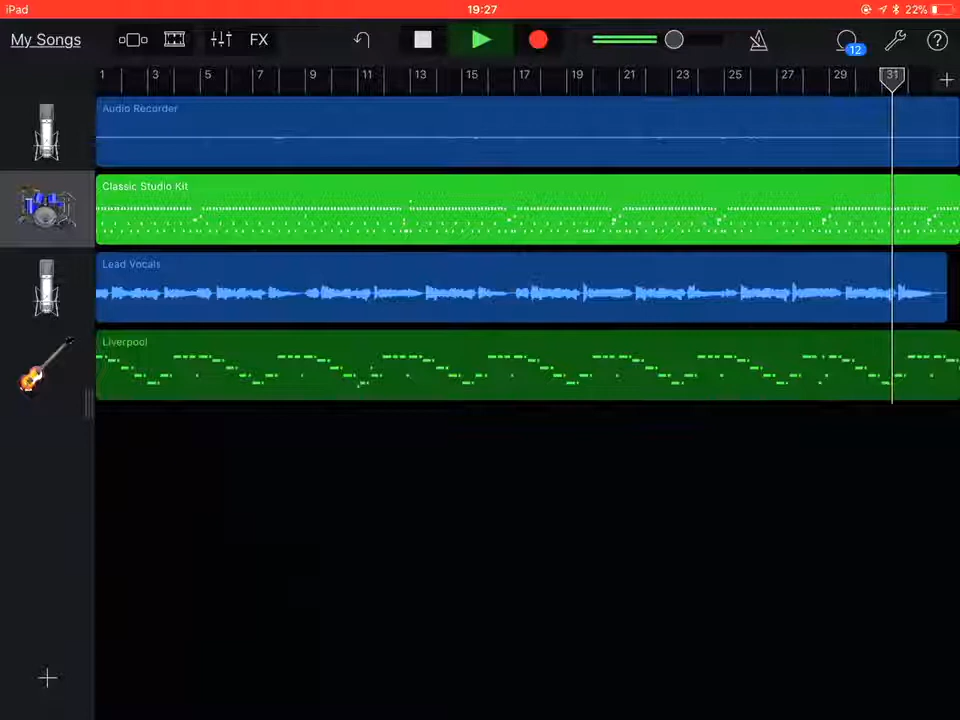 iPad 19:27 22%
My Songs FX 12 ?
1 3 5 7 9 11 13 15 17 19 21 23 25 27 29 31
Audio Recorder
Classic Studio Kit
Lead Vocals
Liverpool